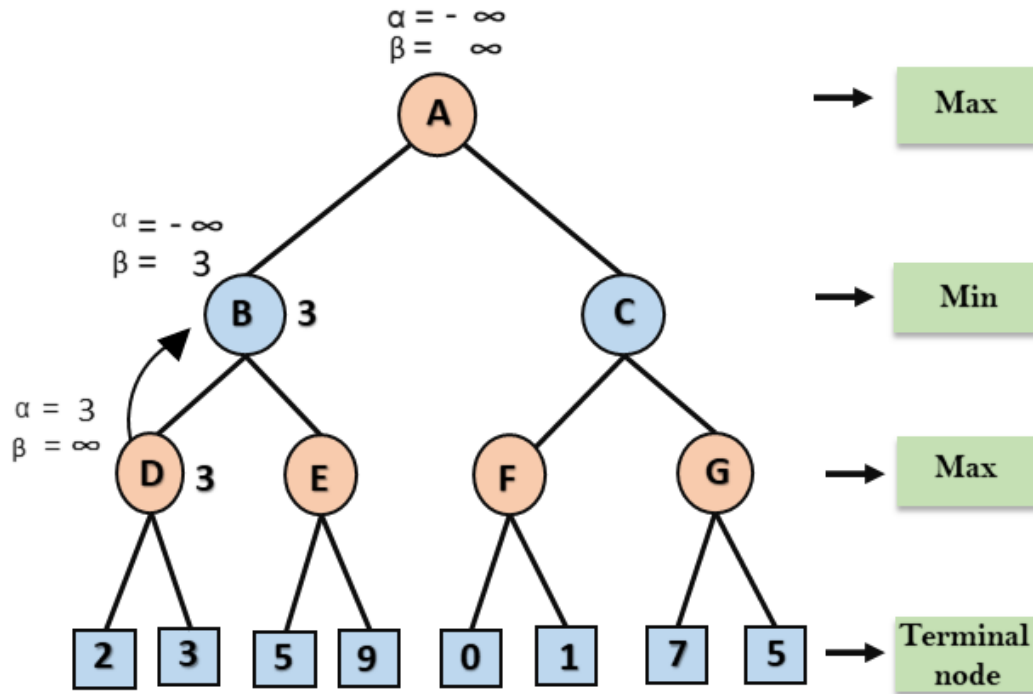 α = - ∞
β = ∞
A
Max
α = - ∞
β = 3
B 3
C
Min
α = 3
β = ∞
D 3
E
F
G
Max
2 3 5 9 0 1 7 5
Terminal
node